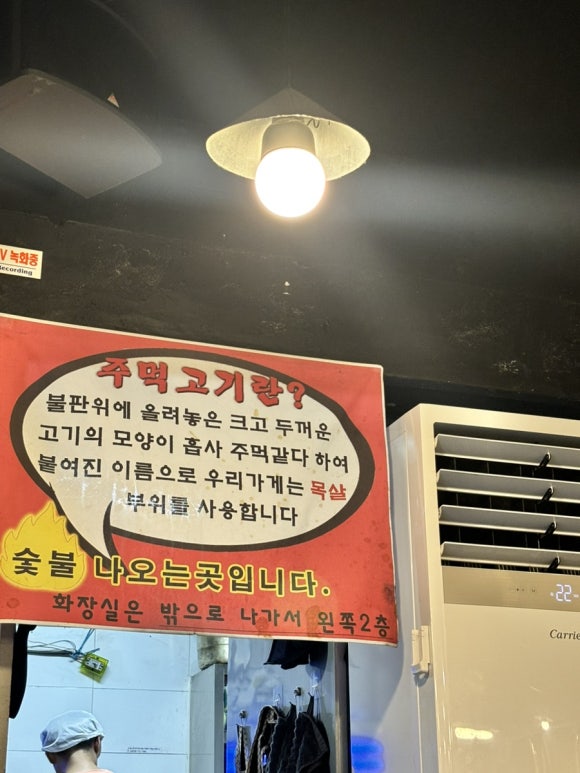 V 녹화중
Recording
주먹고기란?
불판위에 올려놓은 크고 두꺼운
고기의 모양이 흡사 주먹같다 하여
붙여진 이름으로 우리가게는 목살
부위를 사용합니다
숯불 나오는곳입니다.
화장실은 밖으로 나가서 왼쪽2층
22
Carrie